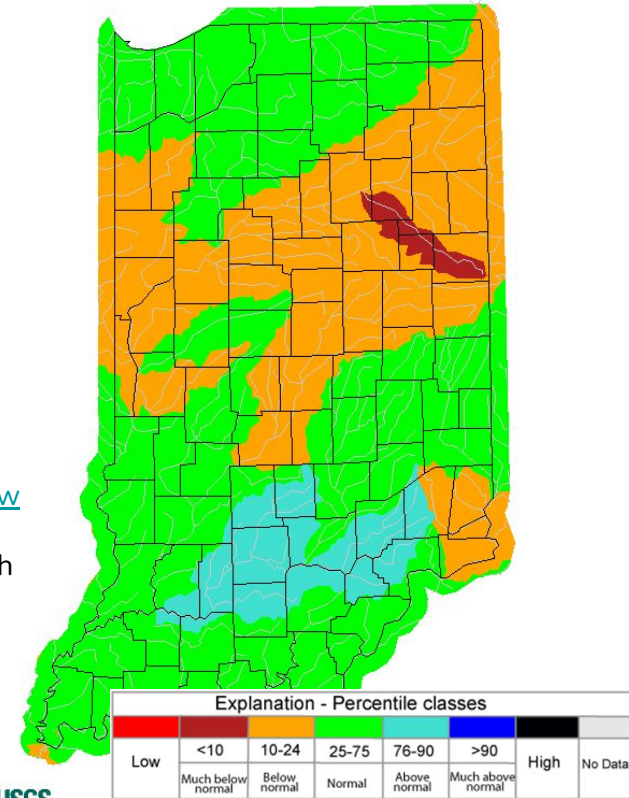 w
h
Explanation - Percentile classes
<10 10-24 25-75 76-90 >90
Low High No Data
Much below normal Below normal Normal Above normal Much above normal
USGS